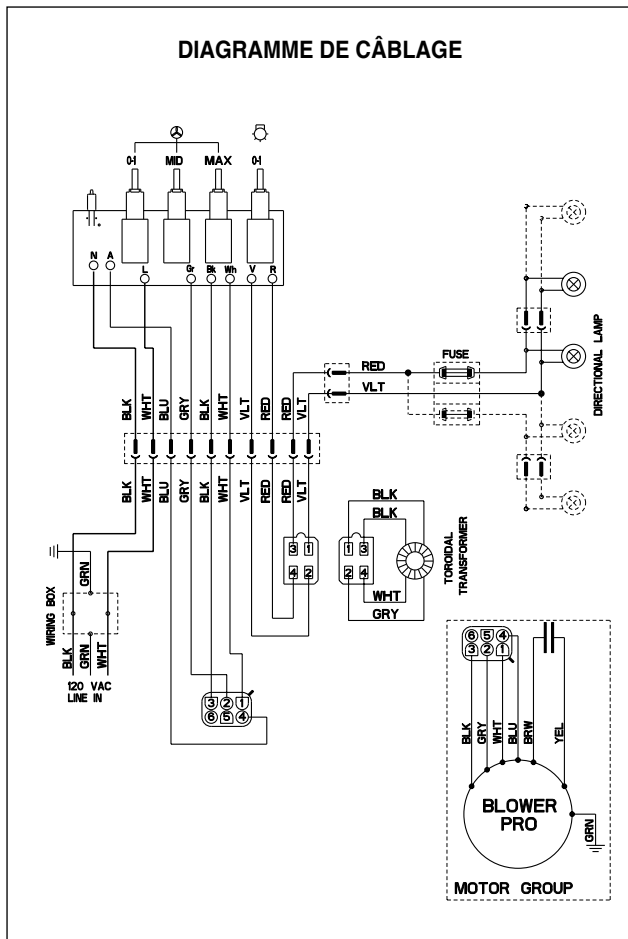 DIAGRAMME DE CÂBLAGE
0-I MID MAX 0-I
N A L Gr Bk Wh V R
BLK WHT BLU GRY BLK WHT VLT RED RED VLT
RED
VLT
FUSE
DIRECTIONAL LAMP
BLK WHT BLU GRY BLK WHT VLT RED RED VLT
3 1
4 2
1 3
2 4
BLK
BLK
WHT
GRY
TOROIDAL
TRANSFORMER
GRN
WIRING BOX
BLK GRN WHT
120 VAC
LINE IN
3 2 1
6 5 4
6 5 4
3 2 1
BLK GRY WHT BLU BRW YEL
BLOWER
PRO
GRN
MOTOR GROUP